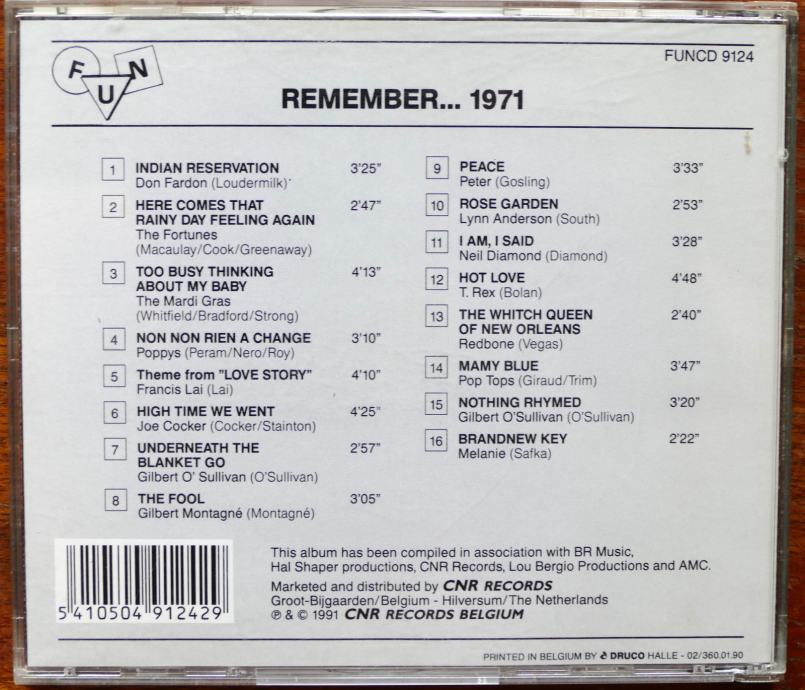 FUN
FUNCD 9124
REMEMBER... 1971
1 INDIAN RESERVATION 3'25"
Don Fardon (Loudermilk)
2 HERE COMES THAT 2'47"
RAINY DAY FEELING AGAIN
The Fortunes
(Macaulay/Cook/Greenaway)
3 TOO BUSY THINKING 4'13"
ABOUT MY BABY
The Mardi Gras
(Whitfield/Bradford/Strong)
4 NON NON RIEN A CHANGE 3'10"
Poppys (Peram/Nero/Roy)
5 Theme from "LOVE STORY" 4'10"
Francis Lai (Lai)
6 HIGH TIME WE WENT 4'25"
Joe Cocker (Cocker/Stainton)
7 UNDERNEATH THE 2'57"
BLANKET GO
Gilbert O' Sullivan (O'Sullivan)
8 THE FOOL 3'05"
Gilbert Montagné (Montagné)
9 PEACE 3'33"
Peter (Gosling)
10 ROSE GARDEN 2'53"
Lynn Anderson (South)
11 I AM, I SAID 3'28"
Neil Diamond (Diamond)
12 HOT LOVE 4'48"
T. Rex (Bolan)
13 THE WHITCH QUEEN 2'40"
OF NEW ORLEANS
Redbone (Vegas)
14 MAMY BLUE 3'47"
Pop Tops (Giraud/Trim)
15 NOTHING RHYMED 3'20"
Gilbert O'Sullivan (O'Sullivan)
16 BRANDNEW KEY 2'22"
Melanie (Safka)
5 410504 912429
This album has been compiled in association with BR Music,
Hal Shaper productions, CNR Records, Lou Bergio Productions and AMC.
Marketed and distributed by CNR RECORDS
Groot-Bijgaarden/Belgium - Hilversum/The Netherlands
℗ & © 1991 CNR RECORDS BELGIUM
PRINTED IN BELGIUM BY DRUCO HALLE - 02/360.01.90